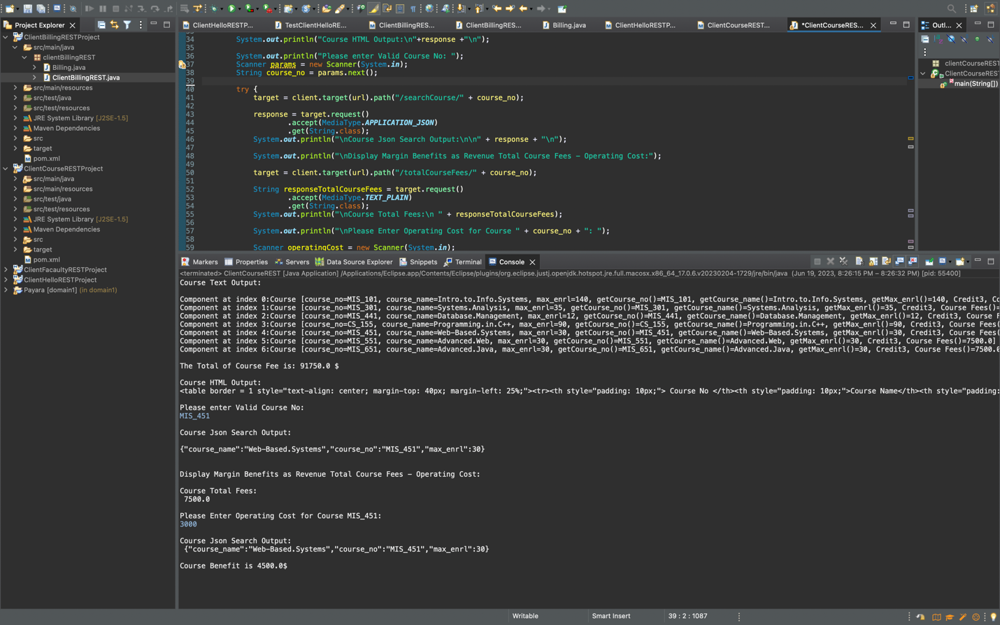 Project Explorer
ClientBillingRESTProject
src/main/java
clientBillingREST
Billing.java
ClientBillingREST.java
src/main/resources
src/test/java
src/test/resources
JRE System Library [J2SE-1.5]
Maven Dependencies
src
target
pom.xml
ClientCourseRESTProject
src/main/java
src/main/resources
src/test/java
src/test/resources
JRE System Library [J2SE-1.5]
Maven Dependencies
src
target
pom.xml
ClientFacaultyRESTProject
ClientHelloRESTProject
Payara [domain1] (in domain1)
ClientHelloRESTP... TestClientHelloRE... ClientBillingRES... ClientBillingRES... Billing.java ClientHelloRESTP... ClientCourseREST... *ClientCourseRES...
34 System.out.println("Course HTML Output:\n"+response +"\n");
35
36 System.out.println("Please enter Valid Course No: ");
37 Scanner params = new Scanner(System.in);
38 String course_no = params.next();
39
40 try {
41 target = client.target(url).path("/searchCourse/" + course_no);
42
43 response = target.request()
44 .accept(MediaType.APPLICATION_JSON)
45 .get(String.class);
46 System.out.println("\nCourse Json Search Output:\n\n" + response + "\n");
47
48 System.out.println("\nDisplay Margin Benefits as Revenue Total Course Fees - Operating Cost:");
49
50 target = client.target(url).path("/totalCourseFees/" + course_no);
51
52 String responseTotalCourseFees = target.request()
53 .accept(MediaType.TEXT_PLAIN)
54 .get(String.class);
55 System.out.println("\nCourse Total Fees:\n " + responseTotalCourseFees);
56
57 System.out.println("\nPlease Enter Operating Cost for Course " + course_no + ": ");
58
59 Scanner operatingCost = new Scanner(System.in);
Outl...
clientCourseREST
ClientCourseREST
main(String[])
Markers Properties Servers Data Source Explorer Snippets Terminal Console
<terminated> ClientCourseREST [Java Application] /Applications/Eclipse.app/Contents/Eclipse/plugins/org.eclipse.justj.openjdk.hotspot.jre.full.macosx.x86_64_17.0.6.v20230204-1729/jre/bin/java (Jun 19, 2023, 8:26:15 PM – 8:26:32 PM) [pid: 55400]
Course Text Output:
Component at index 0:Course [course_no=MIS_101, course_name=Intro.to.Info.Systems, max_enrl=140, getCourse_no()=MIS_101, getCourse_name()=Intro.to.Info.Systems, getMax_enrl()=140, Credit3, Co
Component at index 1:Course [course_no=MIS_301, course_name=Systems.Analysis, max_enrl=35, getCourse_no()=MIS_301, getCourse_name()=Systems.Analysis, getMax_enrl()=35, Credit3, Course Fees()=
Component at index 2:Course [course_no=MIS_441, course_name=Database.Management, max_enrl=12, getCourse_no()=MIS_441, getCourse_name()=Database.Management, getMax_enrl()=12, Credit3, Course F
Component at index 3:Course [course_no=CS_155, course_name=Programming.in.C++, max_enrl=90, getCourse_no()=CS_155, getCourse_name()=Programming.in.C++, getMax_enrl()=90, Credit3, Course Fees(
Component at index 4:Course [course_no=MIS_451, course_name=Web-Based.Systems, max_enrl=30, getCourse_no()=MIS_451, getCourse_name()=Web-Based.Systems, getMax_enrl()=30, Credit3, Course Fees(
Component at index 5:Course [course_no=MIS_551, course_name=Advanced.Web, max_enrl=30, getCourse_no()=MIS_551, getCourse_name()=Advanced.Web, getMax_enrl()=30, Credit3, Course Fees()=7500.0]
Component at index 6:Course [course_no=MIS_651, course_name=Advanced.Java, max_enrl=30, getCourse_no()=MIS_651, getCourse_name()=Advanced.Java, getMax_enrl()=30, Credit3, Course Fees()=7500.0
The Total of Course Fee is: 91750.0 $
Course HTML Output:
<table border = 1 style="text-align: center; margin-top: 40px; margin-left: 25%;"><tr><th style="padding: 10px;"> Course No </th><th style="padding: 10px;">Course Name</th><th style="padding:
Please enter Valid Course No:
MIS_451
Course Json Search Output:
{"course_name":"Web-Based.Systems","course_no":"MIS_451","max_enrl":30}
Display Margin Benefits as Revenue Total Course Fees - Operating Cost:
Course Total Fees:
7500.0
Please Enter Operating Cost for Course MIS_451:
3000
Course Json Search Output:
{"course_name":"Web-Based.Systems","course_no":"MIS_451","max_enrl":30}
Course Benefit is 4500.0$
Writable Smart Insert 39 : 2 : 1087